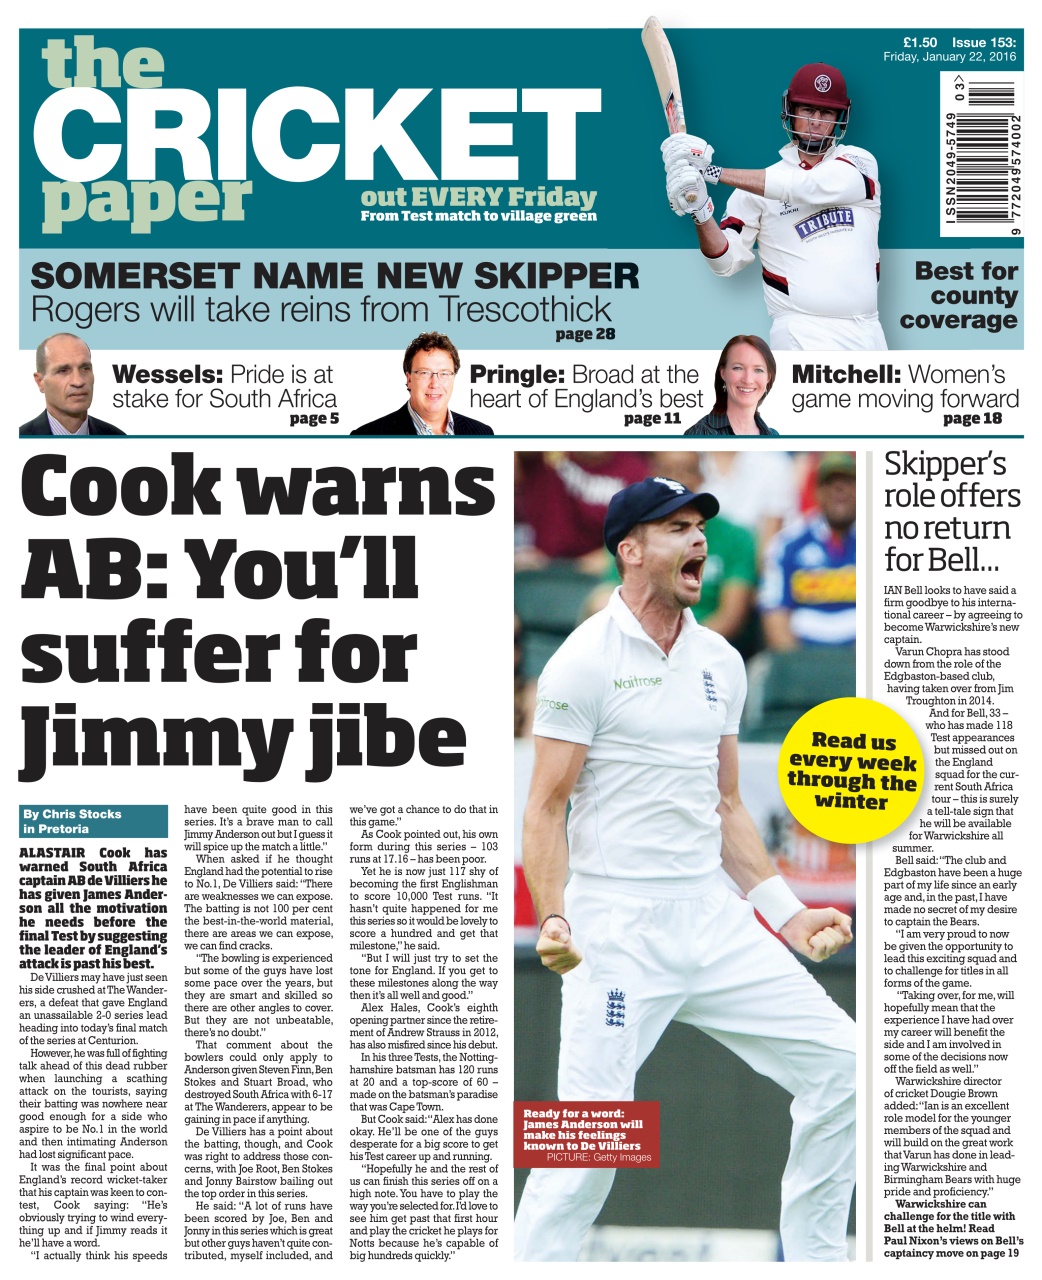 the
CRICKET
paper
out EVERY Friday
From Test match to village green
£1.50 Issue 153:
Friday, January 22, 2016
ISSN2049-5749
03>
9 772049 574002
KUKRI
TRIBUTE
SOMERSET NAME NEW SKIPPER
Rogers will take reins from Trescothick
page 28
Best for
county
coverage
Wessels: Pride is at
stake for South Africa
page 5
Pringle: Broad at the
heart of England's best
page 11
Mitchell: Women's
game moving forward
page 18
Cook warns
AB: You'll
suffer for
Jimmy jibe
By Chris Stocks
in Pretoria
ALASTAIR Cook has
warned South Africa
captain AB de Villiers he
has given James Ander-
son all the motivation
he needs before the
final Test by suggesting
the leader of England's
attack is past his best.
De Villiers may have just seen
his side crushed at The Wander-
ers, a defeat that gave England
an unassailable 2-0 series lead
heading into today's final match
of the series at Centurion.
However, he was full of fighting
talk ahead of this dead rubber
when launching a scathing
attack on the tourists, saying
their batting was nowhere near
good enough for a side who
aspire to be No.1 in the world
and then intimating Anderson
had lost significant pace.
It was the final point about
England's record wicket-taker
that his captain was keen to con-
test, Cook saying: "He's
obviously trying to wind every-
thing up and if Jimmy reads it
he'll have a word.
"I actually think his speeds
have been quite good in this
series. It's a brave man to call
Jimmy Anderson out but I guess it
will spice up the match a little."
When asked if he thought
England had the potential to rise
to No.1, De Villiers said: "There
are weaknesses we can expose.
The batting is not 100 per cent
the best-in-the-world material,
there are areas we can expose,
we can find cracks.
"The bowling is experienced
but some of the guys have lost
some pace over the years, but
they are smart and skilled so
there are other angles to cover.
But they are not unbeatable,
there's no doubt."
That comment about the
bowlers could only apply to
Anderson given Steven Finn, Ben
Stokes and Stuart Broad, who
destroyed South Africa with 6-17
at The Wanderers, appear to be
gaining in pace if anything.
De Villiers has a point about
the batting, though, and Cook
was right to address those con-
cerns, with Joe Root, Ben Stokes
and Jonny Bairstow bailing out
the top order in this series.
He said: "A lot of runs have
been scored by Joe, Ben and
Jonny in this series which is great
but other guys haven't quite con-
tributed, myself included, and
we've got a chance to do that in
this game."
As Cook pointed out, his own
form during this series – 103
runs at 17.16 – has been poor.
Yet he is now just 117 shy of
becoming the first Englishman
to score 10,000 Test runs. "It
hasn't quite happened for me
this series so it would be lovely to
score a hundred and get that
milestone," he said.
"But I will just try to set the
tone for England. If you get to
these milestones along the way
then it's all well and good."
Alex Hales, Cook's eighth
opening partner since the retire-
ment of Andrew Strauss in 2012,
has also misfired since his debut.
In his three Tests, the Notting-
hamshire batsman has 120 runs
at 20 and a top-score of 60 –
made on the batsman's paradise
that was Cape Town.
But Cook said: "Alex has done
okay. He'll be one of the guys
desperate for a big score to get
his Test career up and running.
"Hopefully he and the rest of
us can finish this series off on a
high note. You have to play the
way you're selected for. I'd love to
see him get past that first hour
and play the cricket he plays for
Notts because he's capable of
big hundreds quickly."
Waitrose
Read us
every week
through the
winter
Ready for a word:
James Anderson will
make his feelings
known to De Villiers
PICTURE: Getty Images
Skipper's
role offers
no return
for Bell...
IAN Bell looks to have said a
firm goodbye to his interna-
tional career – by agreeing to
become Warwickshire's new
captain.
Varun Chopra has stood
down from the role of the
Edgbaston-based club,
having taken over from Jim
Troughton in 2014.
And for Bell, 33 –
who has made 118
Test appearances
but missed out on
the England
squad for the cur-
rent South Africa
tour – this is surely
a tell-tale sign that
he will be available
for Warwickshire all
summer.
Bell said: "The club and
Edgbaston have been a huge
part of my life since an early
age and, in the past, I have
made no secret of my desire
to captain the Bears.
"I am very proud to now
be given the opportunity to
lead this exciting squad and
to challenge for titles in all
forms of the game.
"Taking over, for me, will
hopefully mean that the
experience I have had over
my career will benefit the
side and I am involved in
some of the decisions now
off the field as well."
Warwickshire director
of cricket Dougie Brown
added: "Ian is an excellent
role model for the younger
members of the squad and
will build on the great work
that Varun has done in lead-
ing Warwickshire and
Birmingham Bears with huge
pride and proficiency."
Warwickshire can
challenge for the title with
Bell at the helm! Read
Paul Nixon's views on Bell's
captaincy move on page 19